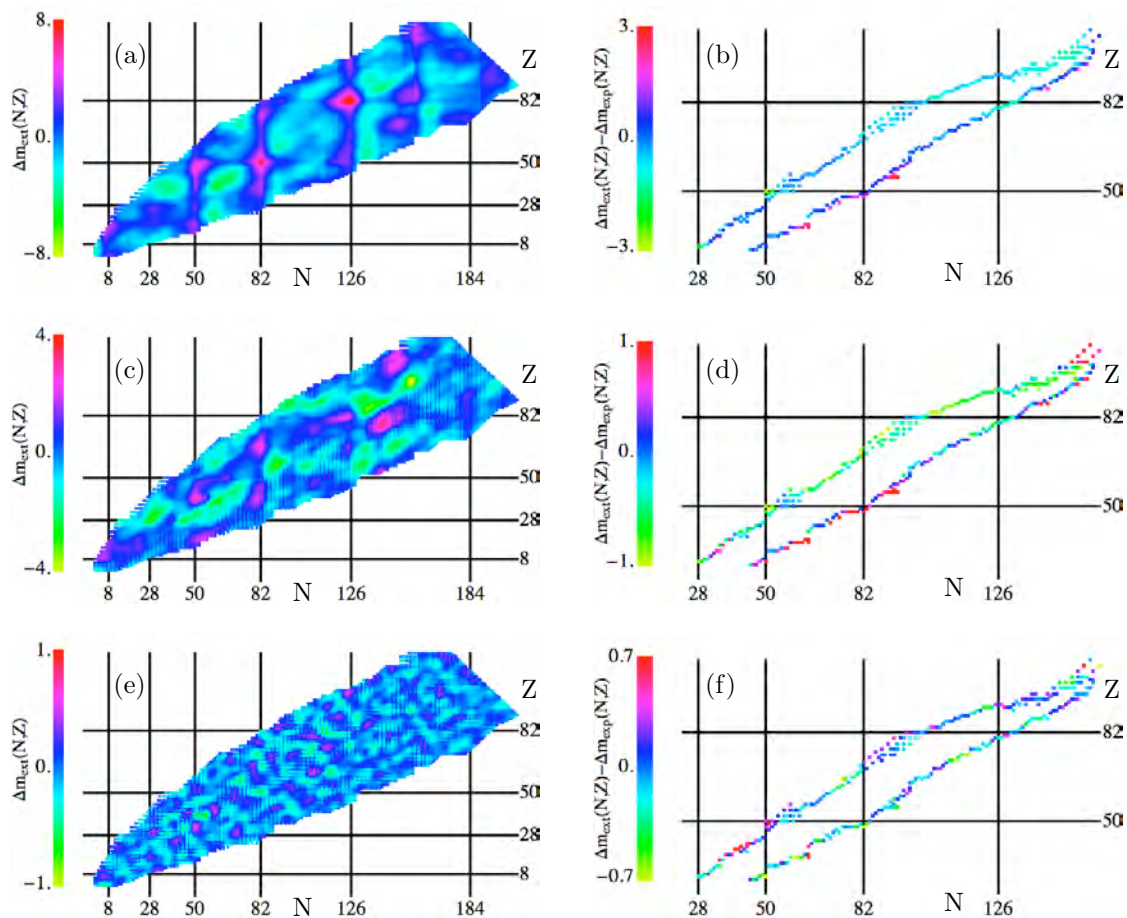 8.
(a)
Z
Δm_ext(N,Z)
0.
82
50
28
8
−8.
8 28 50 82 N 126 184
3.
(b)
Z
Δm_ext(N,Z)−Δm_exp(N,Z)
0.
82
50
−3.
28 50 82 N 126
4.
(c)
Z
Δm_ext(N,Z)
0.
82
50
28
8
−4.
8 28 50 82 N 126 184
1.
(d)
Z
Δm_ext(N,Z)−Δm_exp(N,Z)
0.
82
50
−1.
28 50 82 N 126
1.
(e)
Z
Δm_ext(N,Z)
0.
82
50
28
8
−1.
8 28 50 82 N 126 184
0.7
(f)
Z
Δm_ext(N,Z)−Δm_exp(N,Z)
0.
82
50
−0.7
28 50 82 N 126